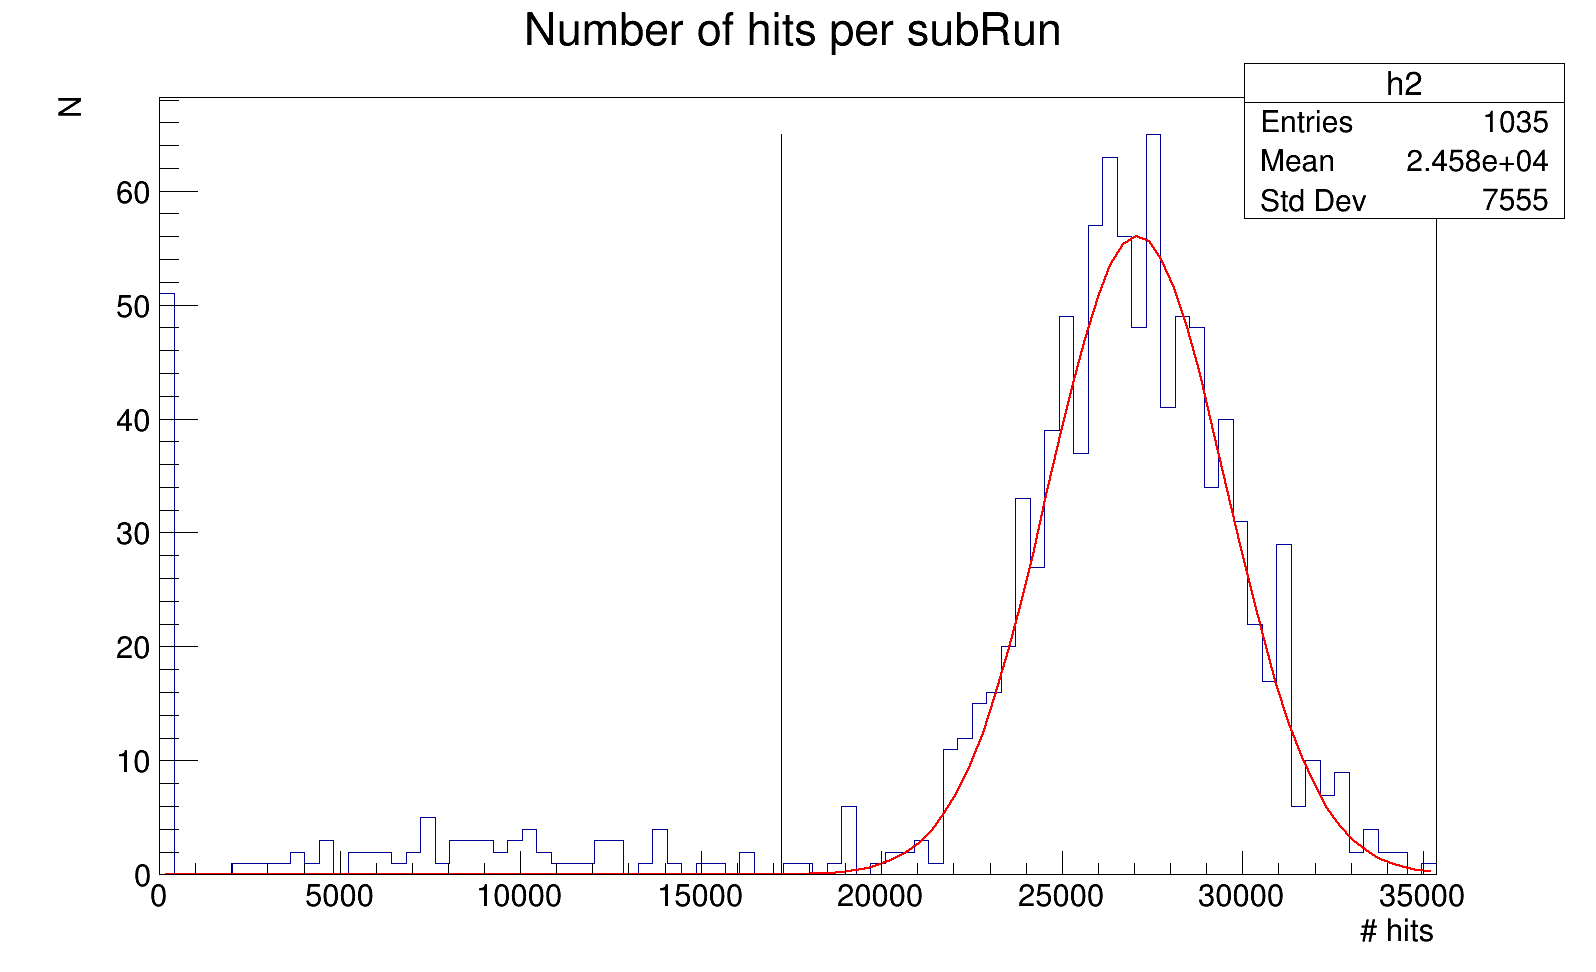 Number of hits per subRun
N
h2
Entries 1035
Mean 2.458e+04
Std Dev 7555
60
50
40
30
20
10
0
0 5000 10000 15000 20000 25000 30000 35000
# hits